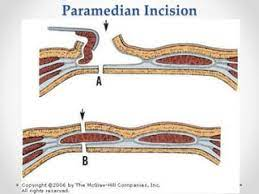 Paramedian Incision
A
B
Copyright ©2006 by The McGraw-Hill Companies, Inc.
All rights reserved.